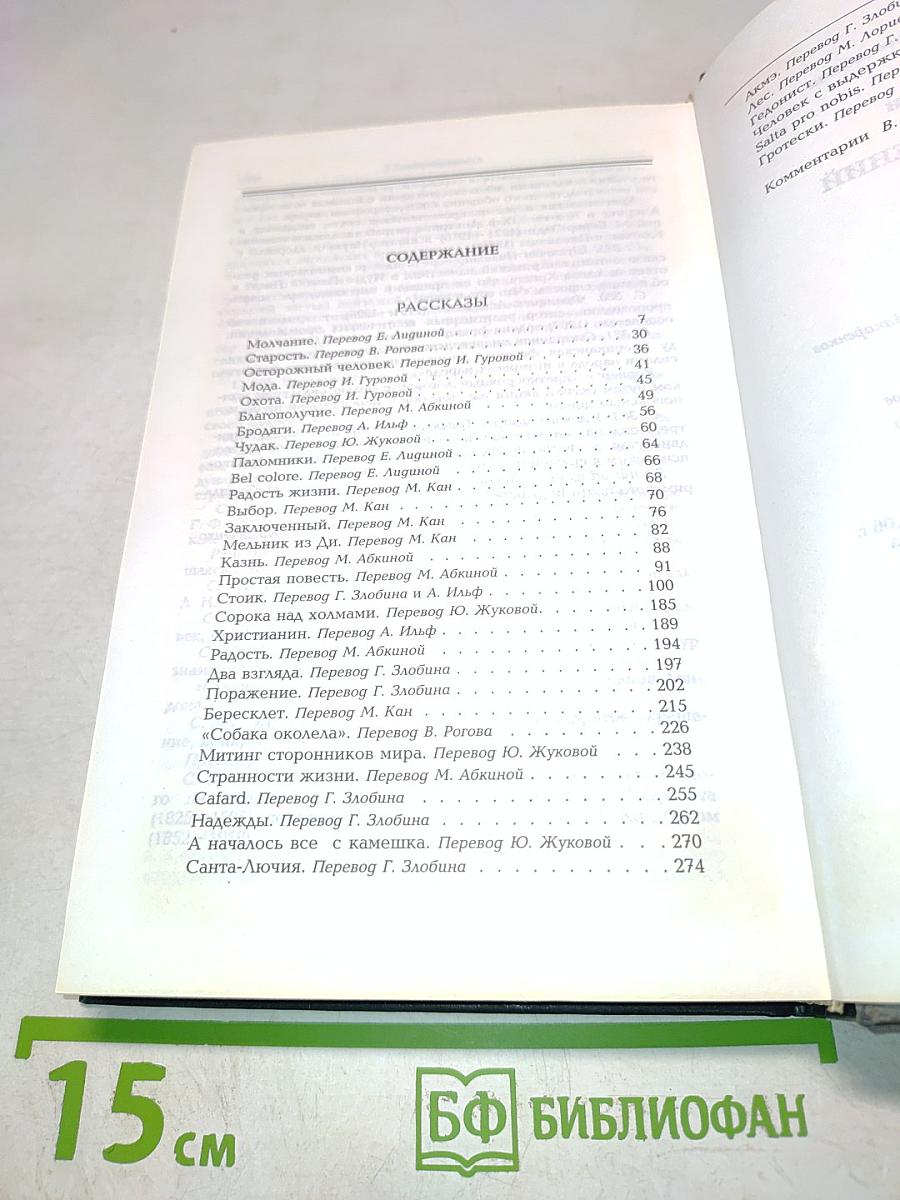 СОДЕРЖАНИЕ
РАССКАЗЫ
Молчание. Перевод Е. Лидиной . . . . . . . . . . . . 7
Старость. Перевод В. Рогова . . . . . . . . . . . . 30
Осторожный человек. Перевод И. Гуровой . . . . . . . 36
Мода. Перевод И. Гуровой . . . . . . . . . . . . 41
Охота. Перевод И. Гуровой . . . . . . . . . . . . 45
Благополучие. Перевод М. Абкиной . . . . . . . . . 49
Бродяги. Перевод А. Ильф . . . . . . . . . . . . 56
Чудак. Перевод Ю. Жуковой . . . . . . . . . . . . 60
Паломники. Перевод Е. Лидиной . . . . . . . . . . . 64
Bel colore. Перевод Е. Лидиной . . . . . . . . . . . 66
Радость жизни. Перевод М. Кан . . . . . . . . . . . 68
Выбор. Перевод М. Кан . . . . . . . . . . . . . . 70
Заключенный. Перевод М. Кан . . . . . . . . . . . 76
Мельник из Ди. Перевод М. Кан . . . . . . . . . . . 82
Казнь. Перевод М. Абкиной . . . . . . . . . . . . 88
Простая повесть. Перевод М. Абкиной . . . . . . . . . 91
Стоик. Перевод Г. Злобина и А. Ильф . . . . . . . . . 100
Сорока над холмами. Перевод Ю. Жуковой. . . . . . . 185
Христианин. Перевод А. Ильф . . . . . . . . . . . . 189
Радость. Перевод М. Абкиной . . . . . . . . . . . . 194
Два взгляда. Перевод Г. Злобина . . . . . . . . . . . 197
Поражение. Перевод Г. Злобина . . . . . . . . . . . 202
Бересклет. Перевод М. Кан . . . . . . . . . . . . . 215
«Собака околела». Перевод В. Рогова . . . . . . . . . 226
Митинг сторонников мира. Перевод Ю. Жуковой . . . 238
Странности жизни. Перевод М. Абкиной . . . . . . . . 245
Cafard. Перевод Г. Злобина . . . . . . . . . . . . . 255
Надежды. Перевод Г. Злобина . . . . . . . . . . . . 262
А началось все с камешка. Перевод Ю. Жуковой . . . 270
Санта-Лючия. Перевод Г. Злобина . . . . . . . . . . 274
Акмэ. Перевод Г. Злоби
Лес. Перевод М. Лорие
Гедонист. Перевод Г.
Человек с выдержк
Salta pro nobis. Пер
Гротески. Перевод
Комментарии В.
15 см
БФ БИБЛИОФАН